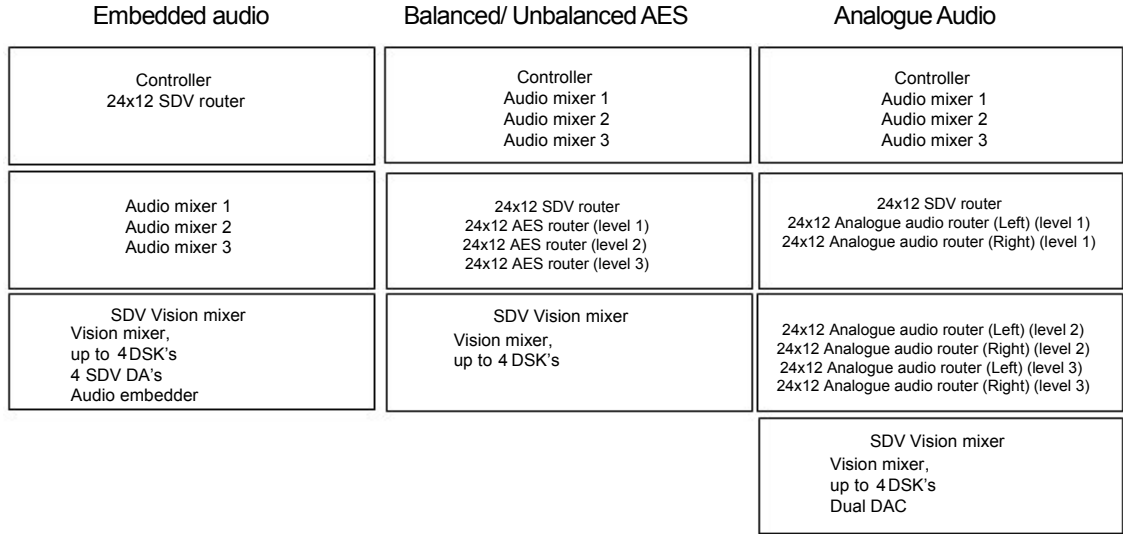 Embedded audio
Balanced/ Unbalanced AES
Analogue Audio
Controller
24x12 SDV router
Controller
Audio mixer 1
Audio mixer 2
Audio mixer 3
Controller
Audio mixer 1
Audio mixer 2
Audio mixer 3
Audio mixer 1
Audio mixer 2
Audio mixer 3
24x12 SDV router
24x12 AES router (level 1)
24x12 AES router (level 2)
24x12 AES router (level 3)
24x12 SDV router
24x12 Analogue audio router (Left) (level 1)
24x12 Analogue audio router (Right) (level 1)
SDV Vision mixer
Vision mixer,
up to 4 DSK's
4 SDV DA's
Audio embedder
SDV Vision mixer
Vision mixer,
up to 4 DSK's
24x12 Analogue audio router (Left) (level 2)
24x12 Analogue audio router (Right) (level 2)
24x12 Analogue audio router (Left) (level 3)
24x12 Analogue audio router (Right) (level 3)
SDV Vision mixer
Vision mixer,
up to 4 DSK's
Dual DAC